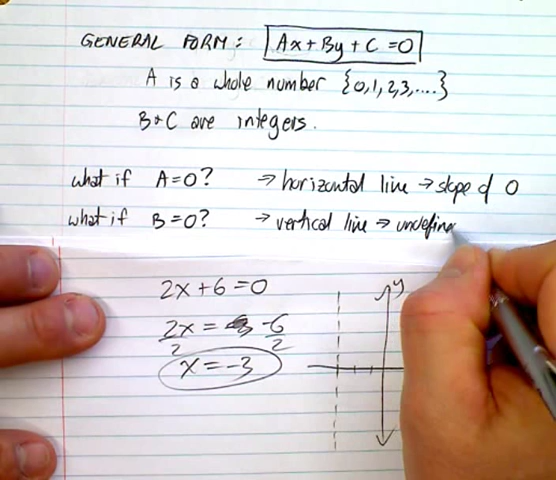 GENERAL FORM: Ax + By + C = 0
A is a whole number {0,1,2,3,....}
B + C are integers.
what if A=0? → horizontal line → slope of 0
what if B=0? → vertical line → undefine
2x + 6 = 0
2x = -6
2 2
x = -3
y